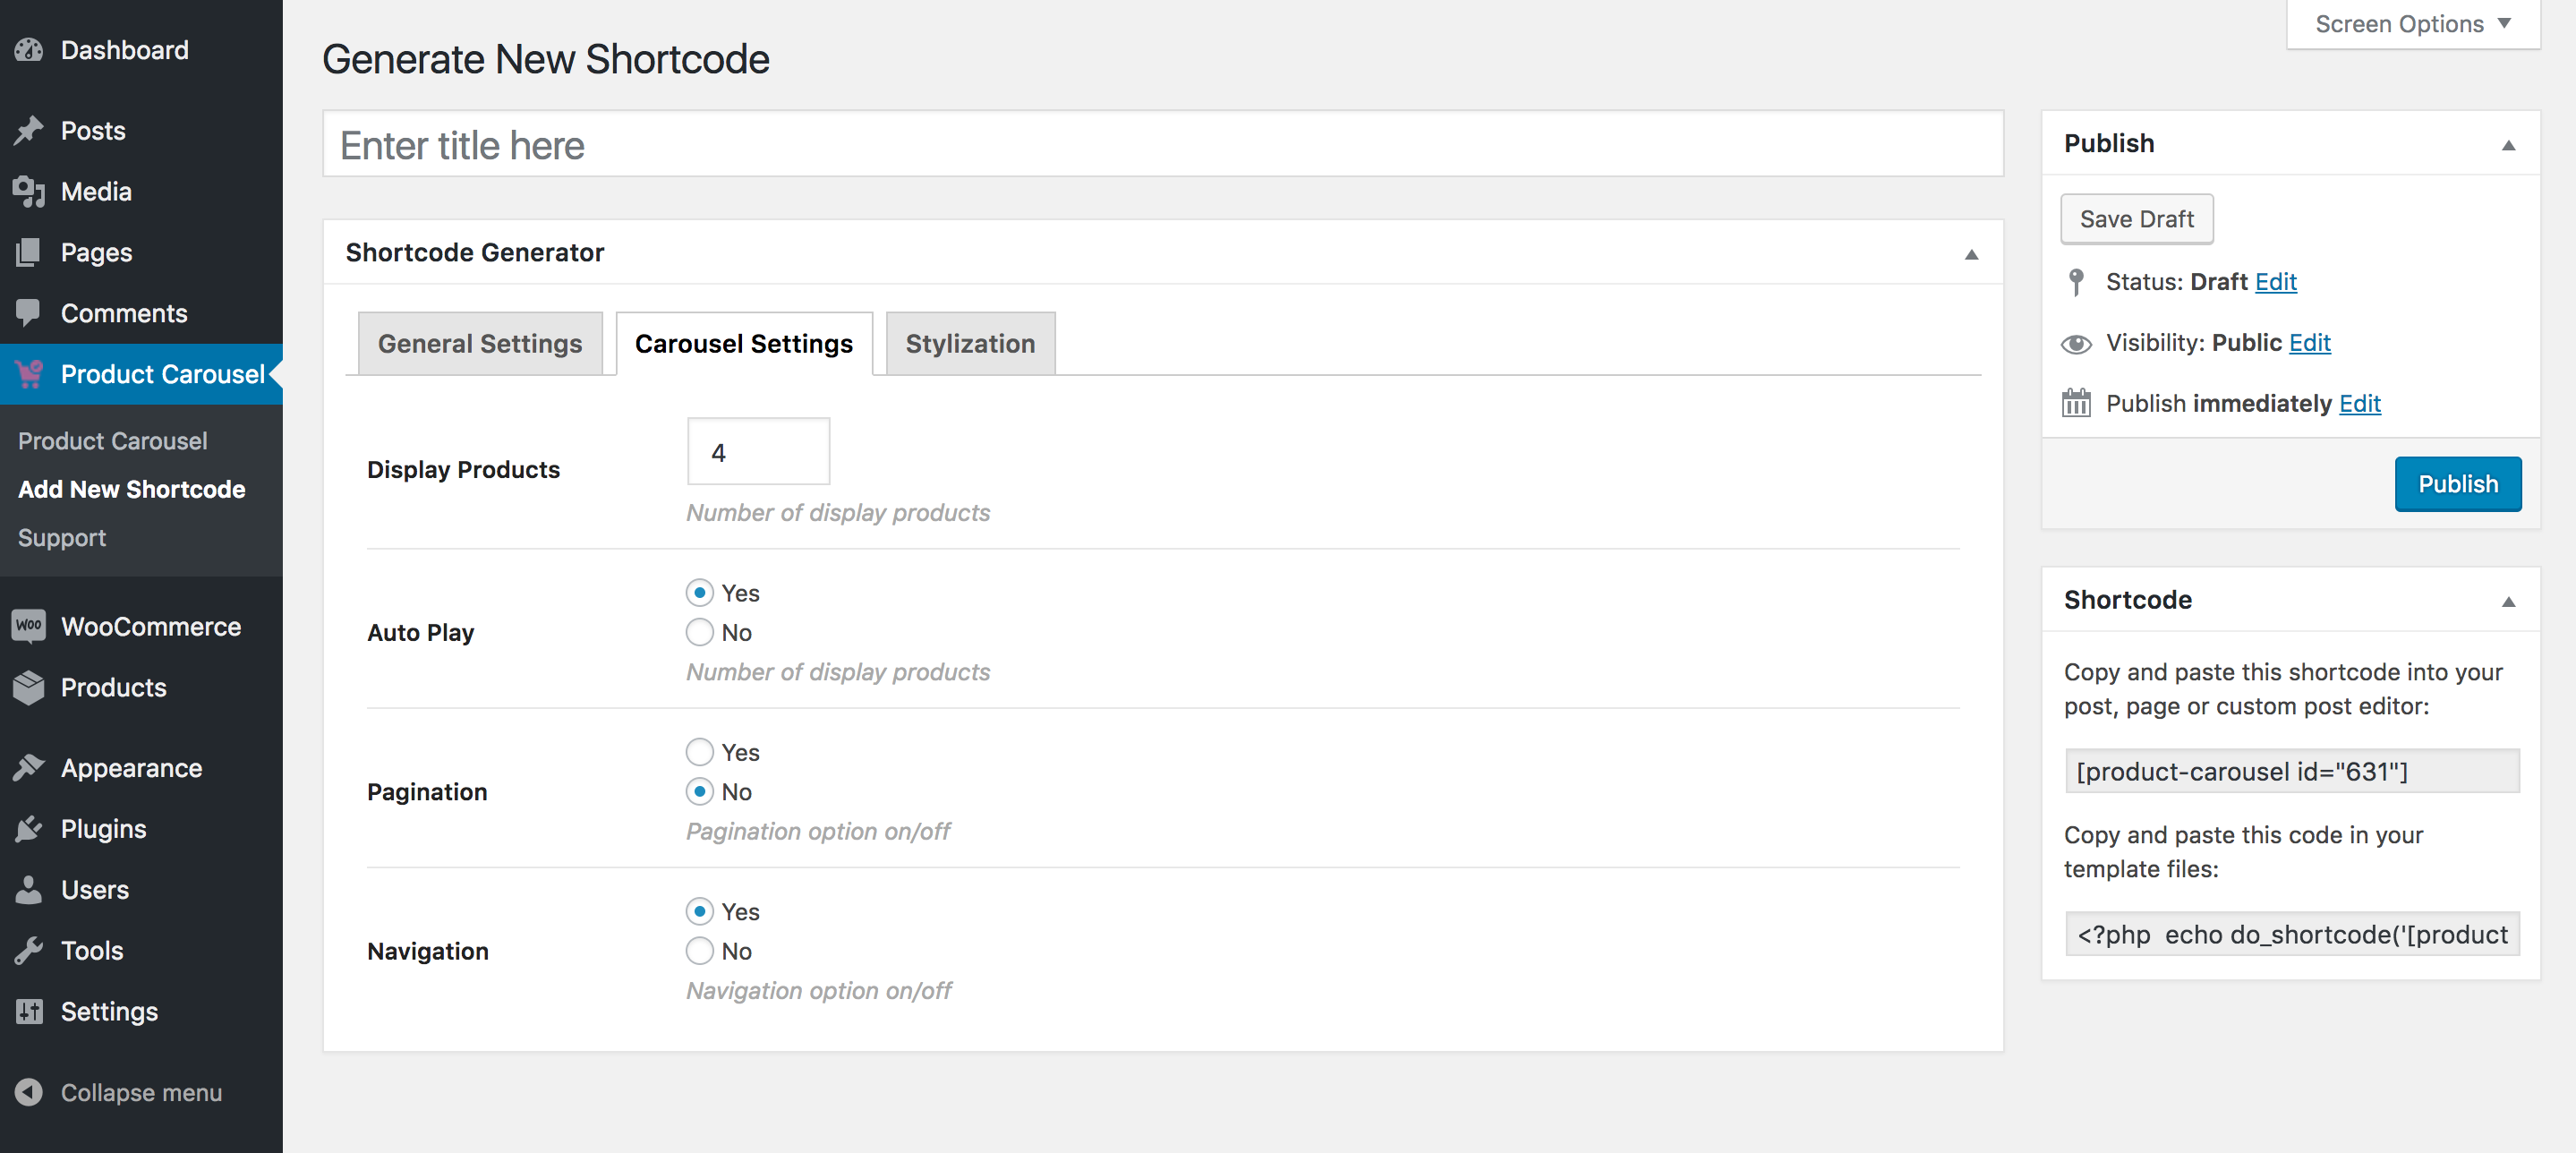 Dashboard
Posts
Media
Pages
Comments
Product Carousel
Product Carousel
Add New Shortcode
Support
WOO WooCommerce
Products
Appearance
Plugins
Users
Tools
Settings
Collapse menu
Screen Options
Generate New Shortcode
Enter title here
Shortcode Generator
General Settings
Carousel Settings
Stylization
Display Products
4
Number of display products
Auto Play
Yes
No
Number of display products
Pagination
Yes
No
Pagination option on/off
Navigation
Yes
No
Navigation option on/off
Publish
Save Draft
Status: Draft Edit
Visibility: Public Edit
Publish immediately Edit
Publish
Shortcode
Copy and paste this shortcode into your
post, page or custom post editor:
[product-carousel id="631"]
Copy and paste this code in your
template files:
<?php  echo do_shortcode('[product